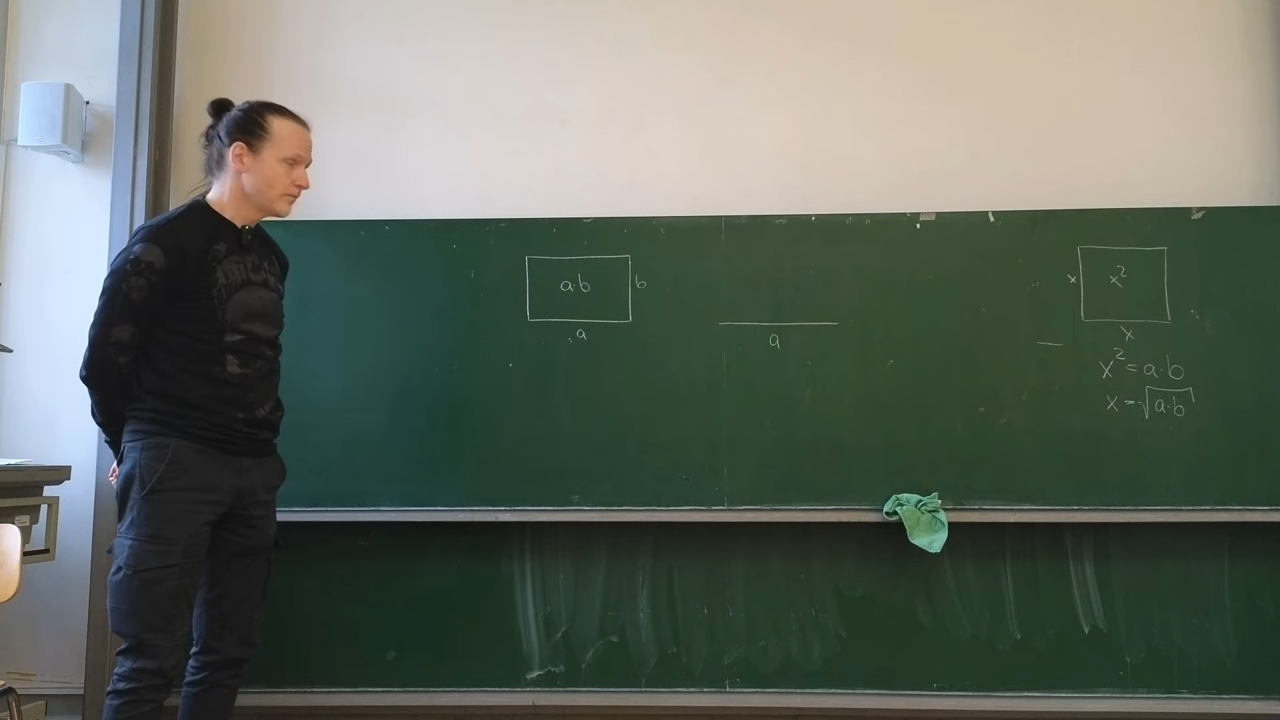 a·b
b
a
a
x
x²
x
x² = a·b
x = √a·b